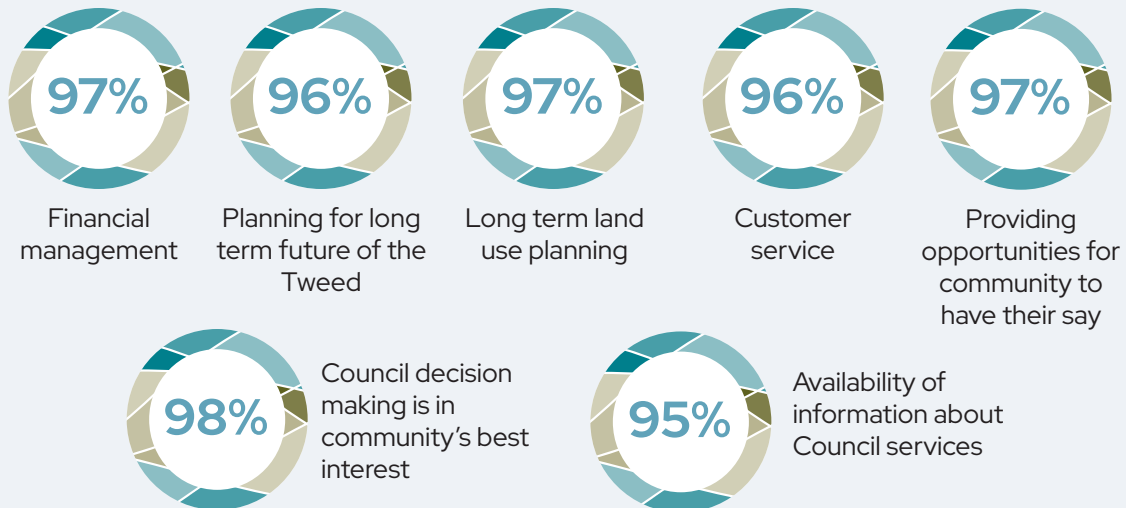 97%
Financial
management
96%
Planning for long
term future of the
Tweed
97%
Long term land
use planning
96%
Customer
service
97%
Providing
opportunities for
community to
have their say
98%
Council decision
making is in
community’s best
interest
95%
Availability of
information about
Council services